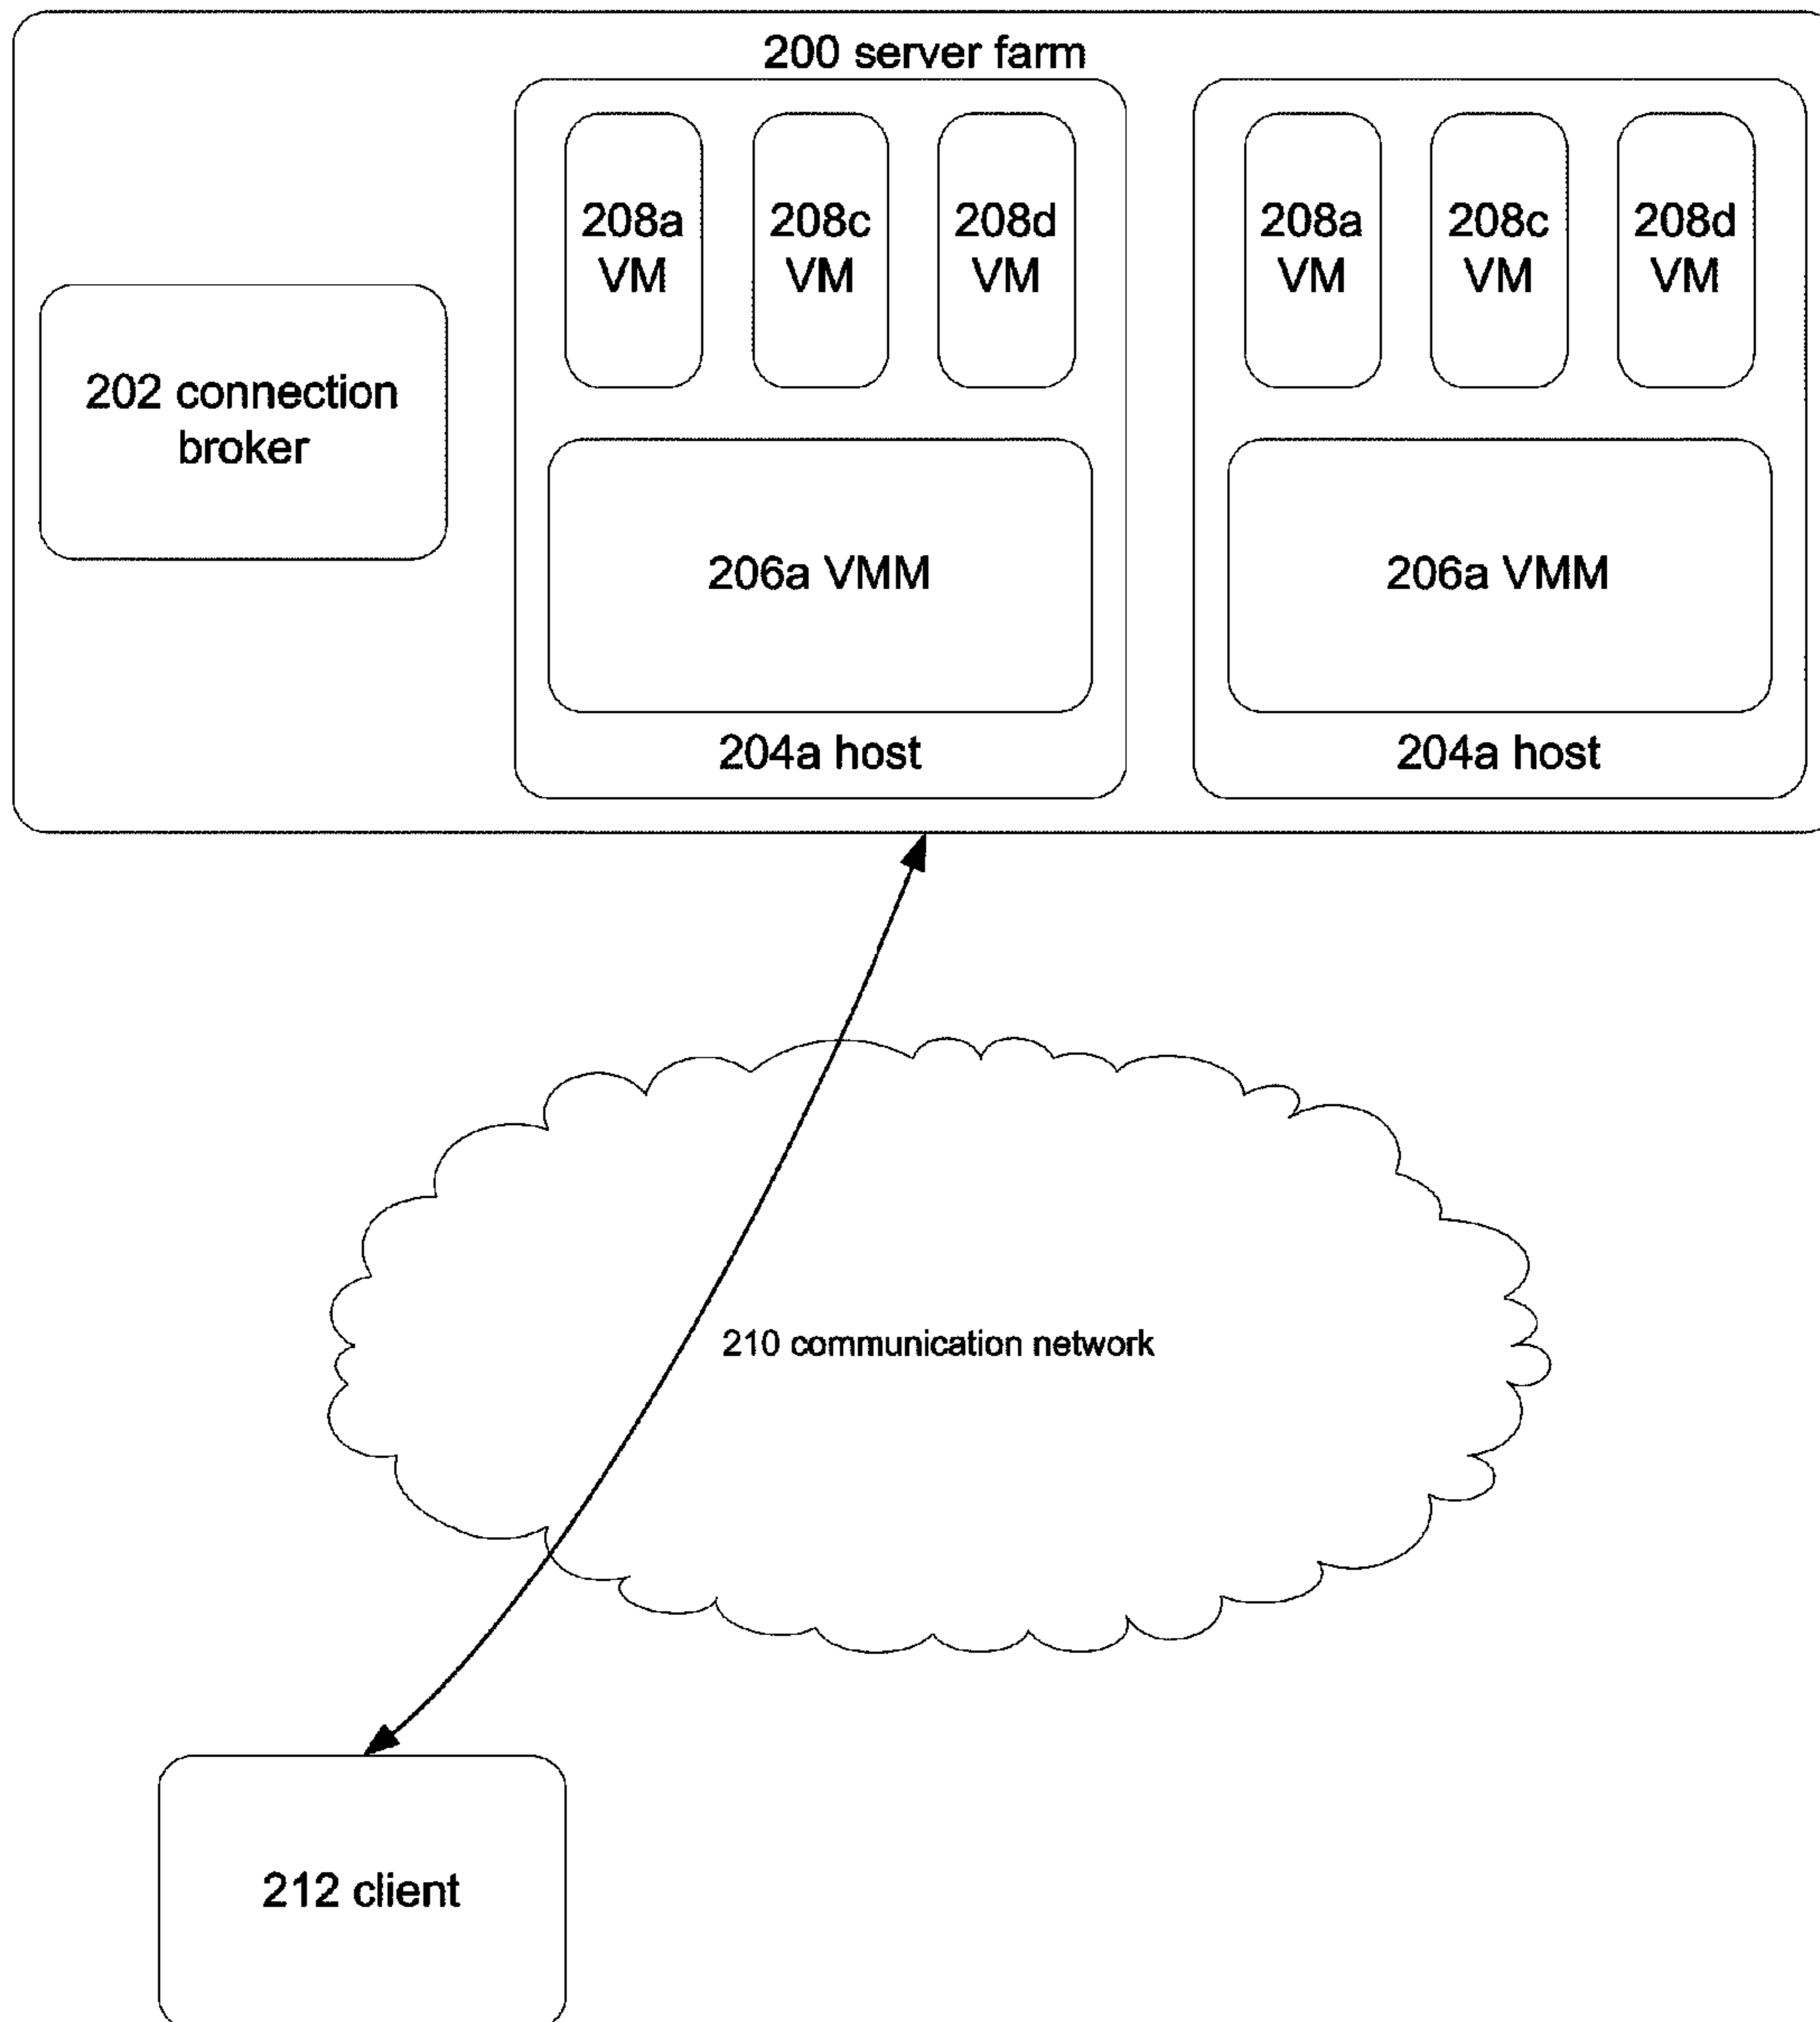 200 server farm
208a
VM
208c
VM
208d
VM
208a
VM
208c
VM
208d
VM
202 connection
broker
206a VMM
206a VMM
204a host
204a host
210 communication network
212 client